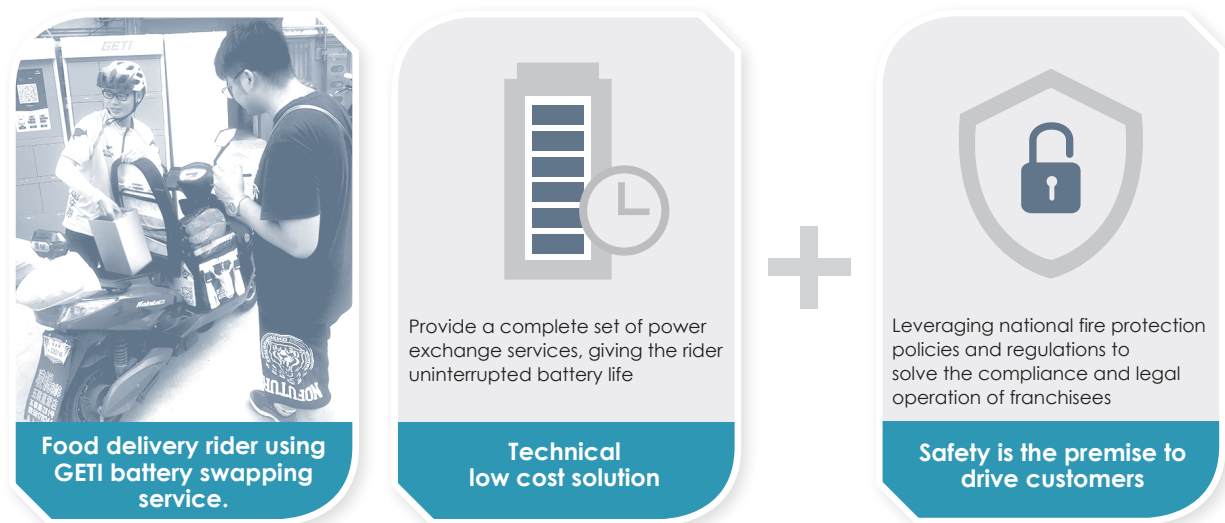 GETI
NOFUTURE
Food delivery rider using
GETI battery swapping
service.
Provide a complete set of power
exchange services, giving the rider
uninterrupted battery life
Technical
low cost solution
Leveraging national fire protection
policies and regulations to
solve the compliance and legal
operation of franchisees
Safety is the premise to
drive customers